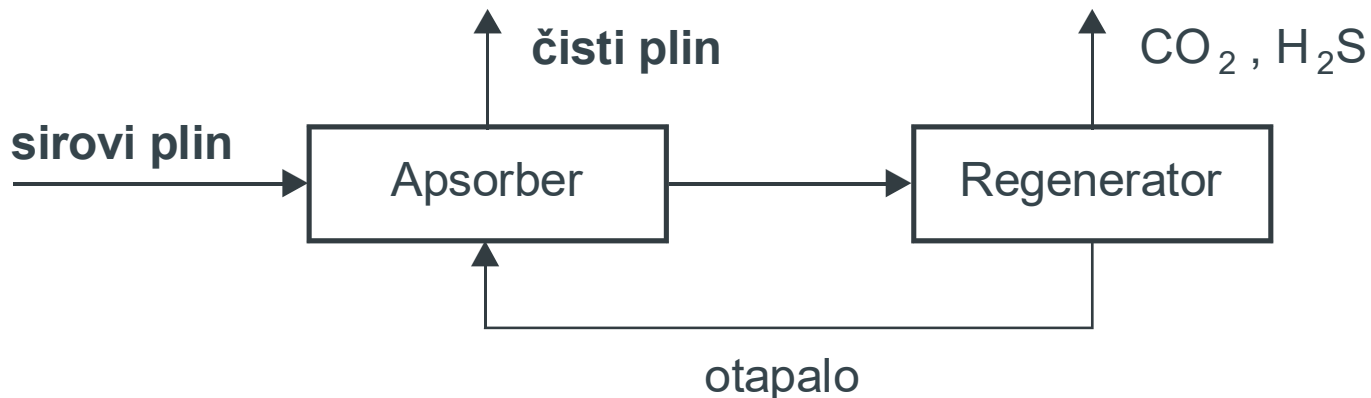 čisti plin
CO₂ , H₂S
sirovi plin
Apsorber
Regenerator
otapalo